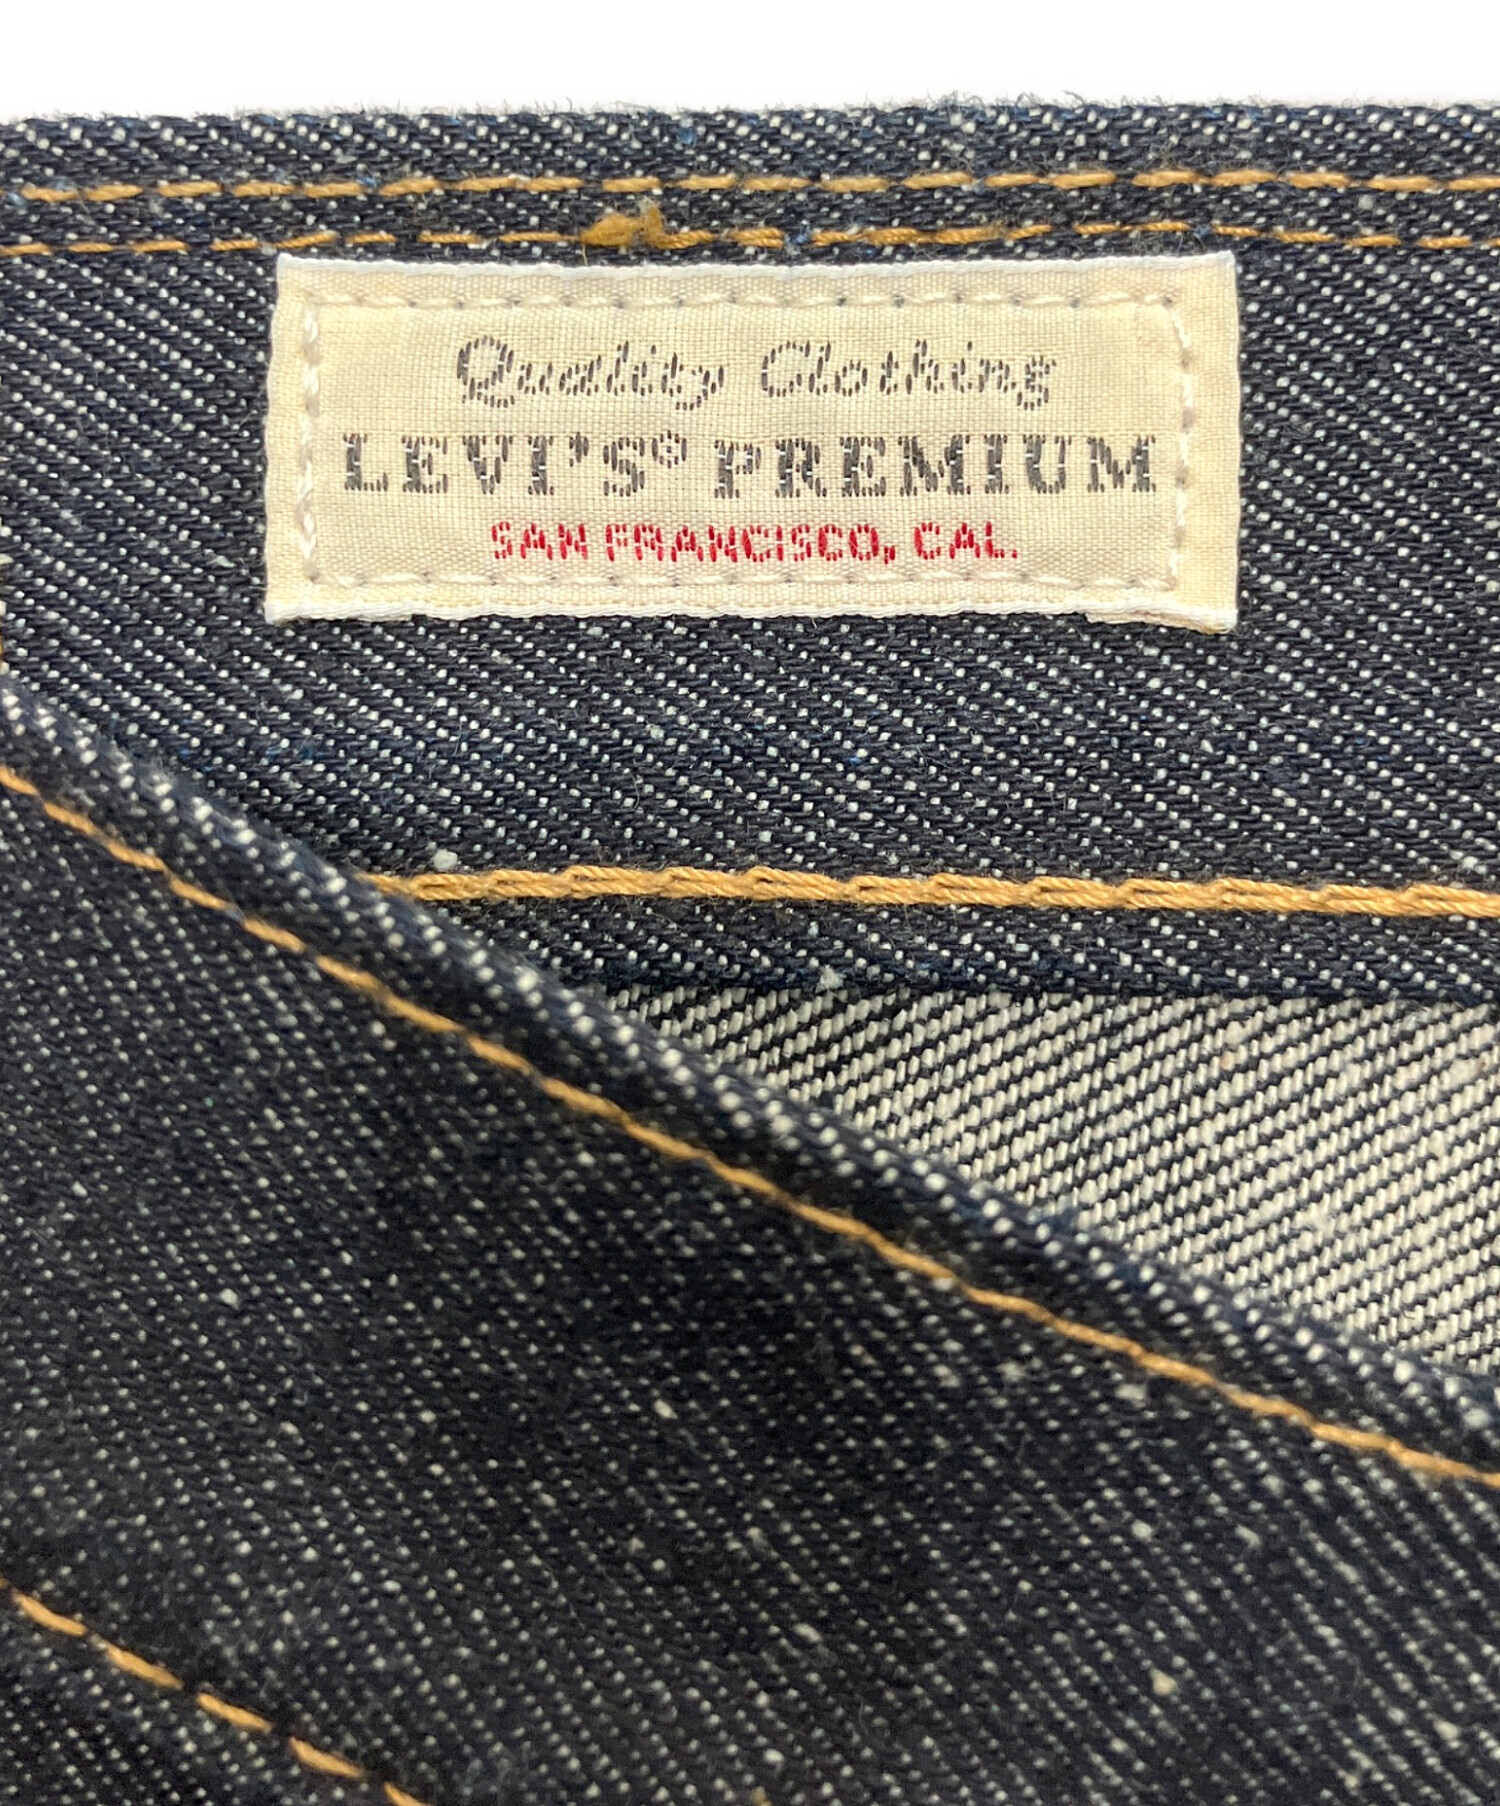 Quality Clothing
LEVI'S® PREMIUM
SAN FRANCISCO, CAL.